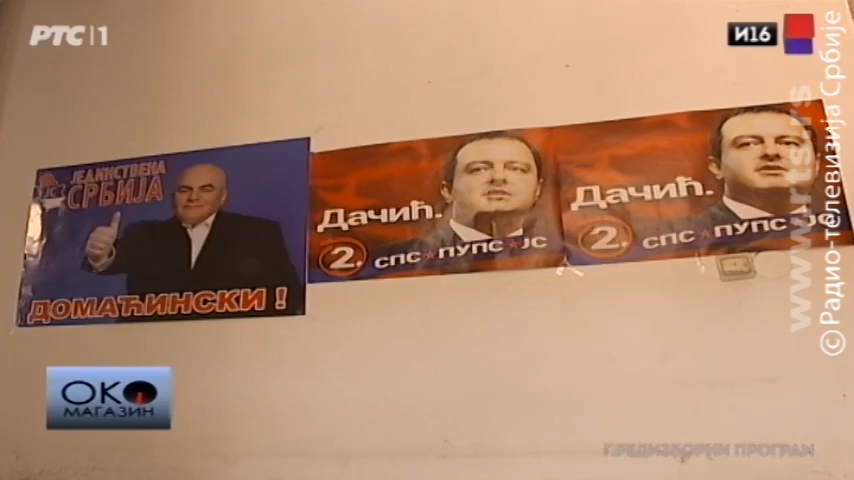 РТС|1
И16
ЈЕДИНСТВЕНА
СРБИЈА
ДОМАЋИНСКИ !
Дачић.
2. СПС★ПУПС★ЈС
Дачић.
2. СПС★ПУПС★ЈС
ОКО
МАГАЗИН
ПРЕДИЗБОРНИ ПРОГРАМ
www.rts.rs
© Радио-телевизија Србије